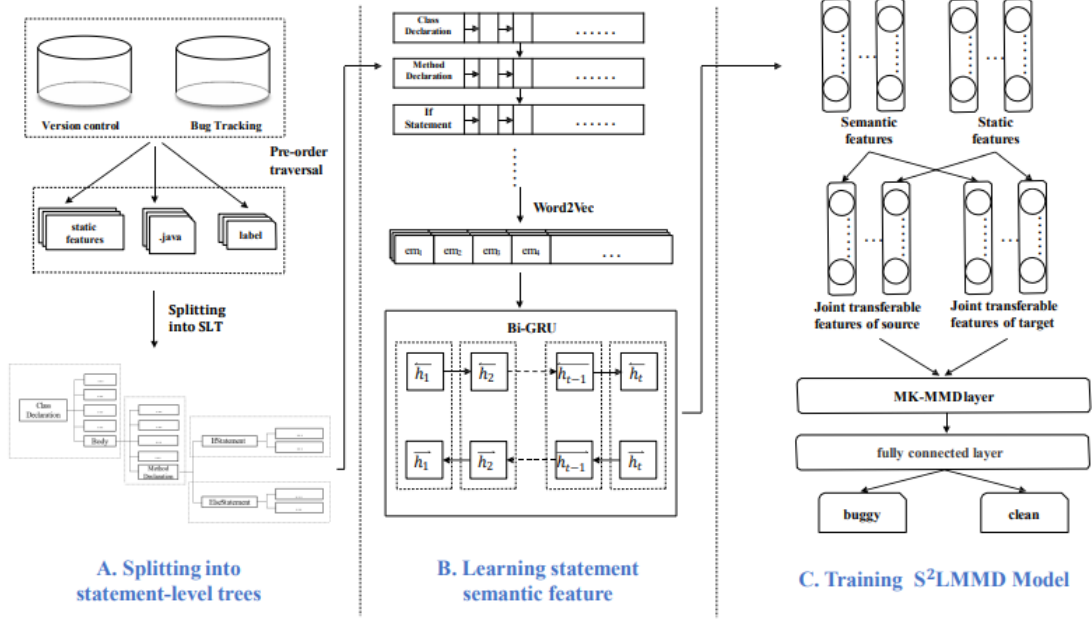 Version control
Bug Tracking
Pre-order
traversal
static
features
.java
label
Splitting
into SLT
Class
Declaration
...
...
...
...
Body
...
...
...
...
Method
Declaration
IfStatement
...
...
ElseStatement
...
...
A. Splitting into
statement-level trees
Class
Declaration
......
Method
Declaration
......
If
Statement
......
Word2Vec
em₁
em₂
em₃
em₄
...
Bi-GRU
h₁
h₂
hₜ₋₁
hₜ
h₁
h₂
hₜ₋₁
hₜ
B. Learning statement
semantic feature
...
...
Semantic
features
Static
features
...
...
Joint transferable
features of source
Joint transferable
features of target
MK-MMDlayer
fully connected layer
buggy
clean
C. Training S²LMMD Model